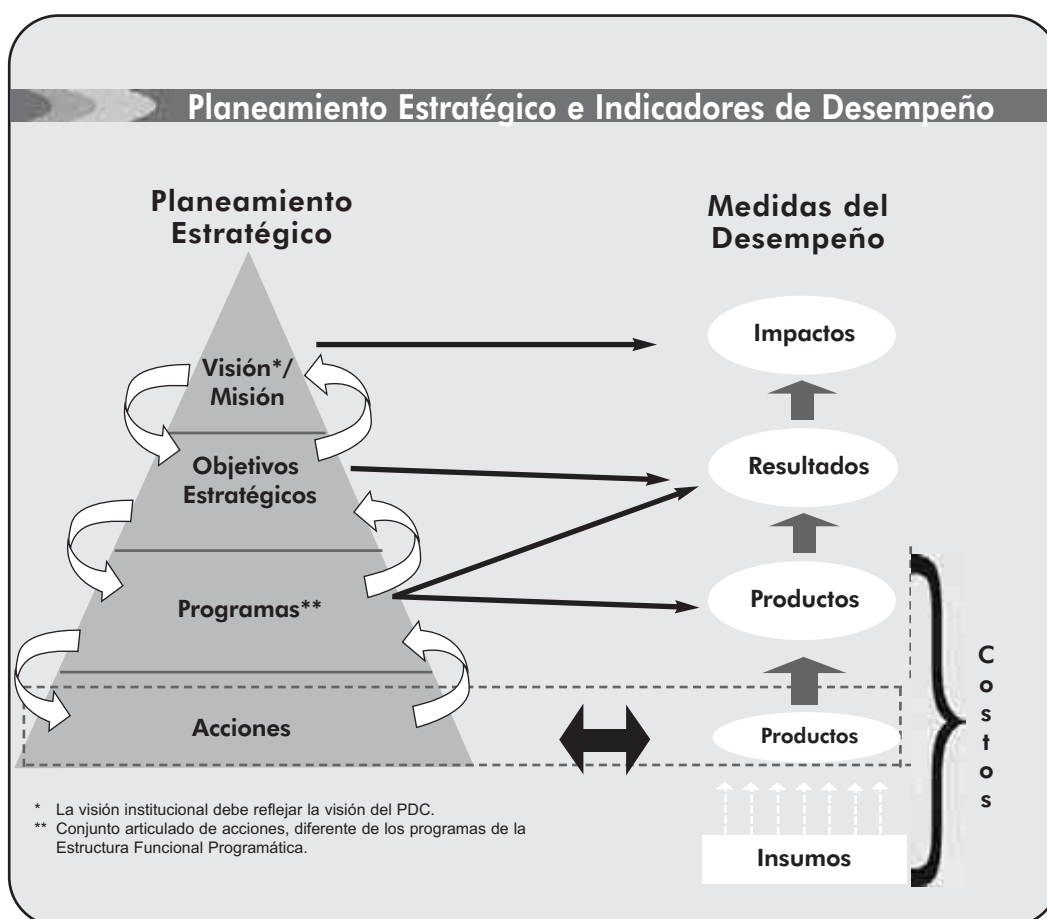 Planeamiento Estratégico e Indicadores de Desempeño
Planeamiento
Estratégico
Medidas del
Desempeño
Visión*/
Misión
Impactos
Objetivos
Estratégicos
Resultados
Programas**
Productos
Acciones
Productos
Insumos
C
o
s
t
o
s
* La visión institucional debe reflejar la visión del PDC.
** Conjunto articulado de acciones, diferente de los programas de la
Estructura Funcional Programática.